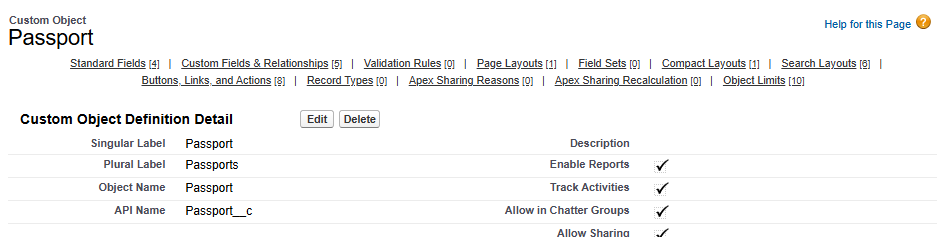 Custom Object
Passport
Help for this Page
Standard Fields [4] | Custom Fields & Relationships [5] | Validation Rules [0] | Page Layouts [1] | Field Sets [0] | Compact Layouts [1] | Search Layouts [6] |
Buttons, Links, and Actions [8] | Record Types [0] | Apex Sharing Reasons [0] | Apex Sharing Recalculation [0] | Object Limits [10]
Custom Object Definition Detail Edit Delete
Singular Label Passport Description
Plural Label Passports Enable Reports
Object Name Passport Track Activities
API Name Passport__c Allow in Chatter Groups
Allow Sharing